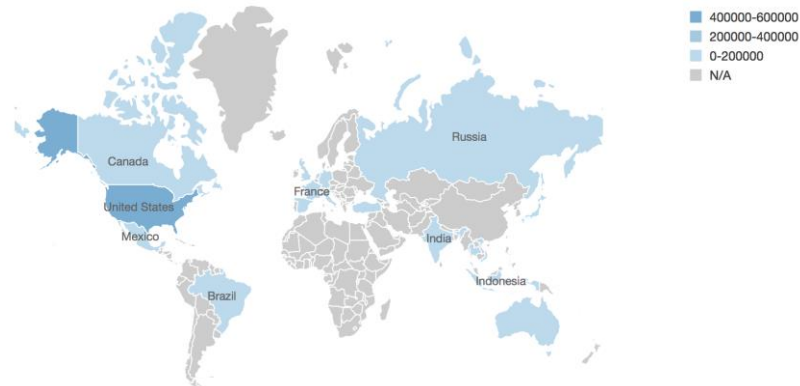 400000-600000
200000-400000
0-200000
N/A
Russia
Canada
France
United States
Mexico
India
Indonesia
Brazil